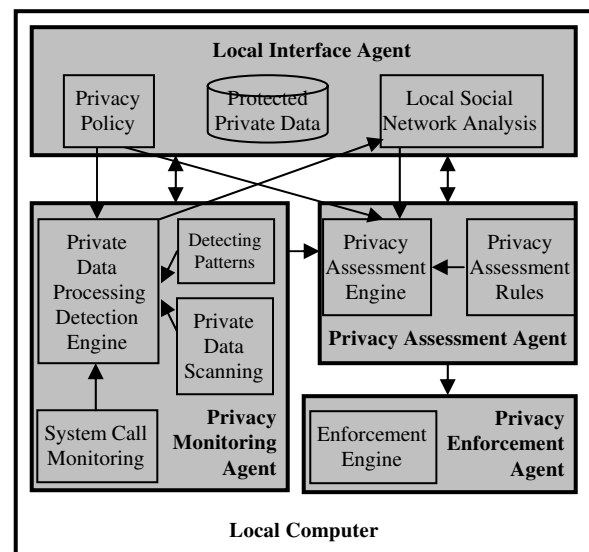 Local Interface Agent
Privacy
Policy
Protected
Private Data
Local Social
Network Analysis
Private
Data
Processing
Detection
Engine
Detecting
Patterns
Private
Data
Scanning
System Call
Monitoring
Privacy
Monitoring
Agent
Privacy
Assessment
Engine
Privacy
Assessment
Rules
Privacy Assessment Agent
Enforcement
Engine
Privacy
Enforcement
Agent
Local Computer